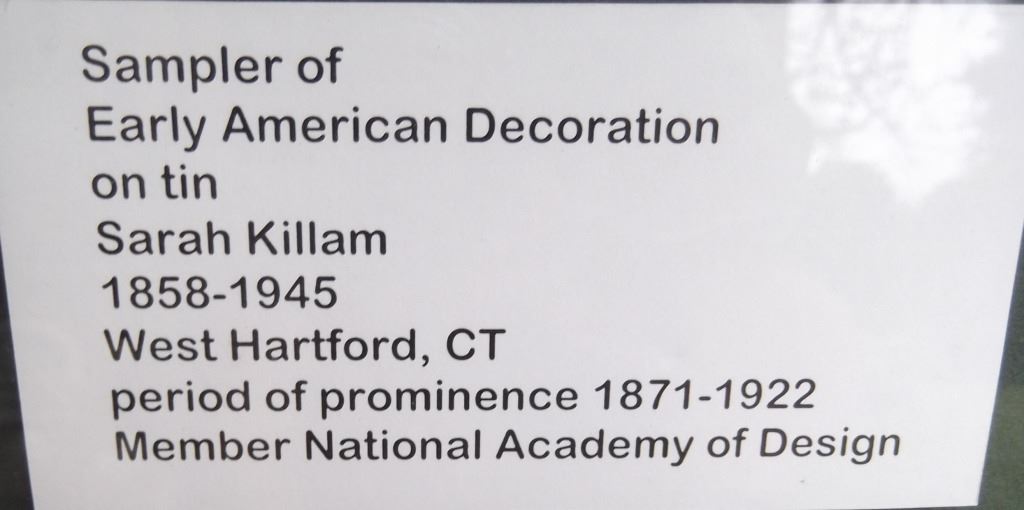 Sampler of
Early American Decoration
on tin
Sarah Killam
1858-1945
West Hartford, CT
period of prominence 1871-1922
Member National Academy of Design